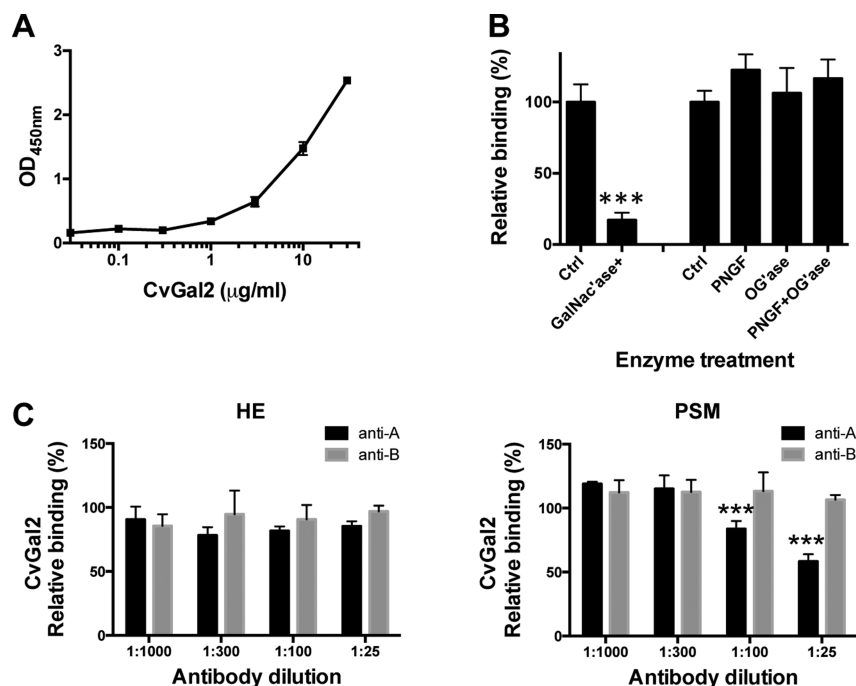 A
OD450nm
3
2
1
0
0.1
1
10
CvGal2 (μg/ml)
B
Relative binding (%)
100
50
0
***
Ctrl
GalNac'ase+
Ctrl
PNGF
OG'ase
PNGF+OG'ase
Enzyme treatment
C
HE
anti-A
anti-B
CvGal2
Relative binding (%)
150
100
50
0
1:1000
1:300
1:100
1:25
Antibody dilution
PSM
anti-A
anti-B
CvGal2
Relative binding (%)
150
100
50
0
***
***
1:1000
1:300
1:100
1:25
Antibody dilution